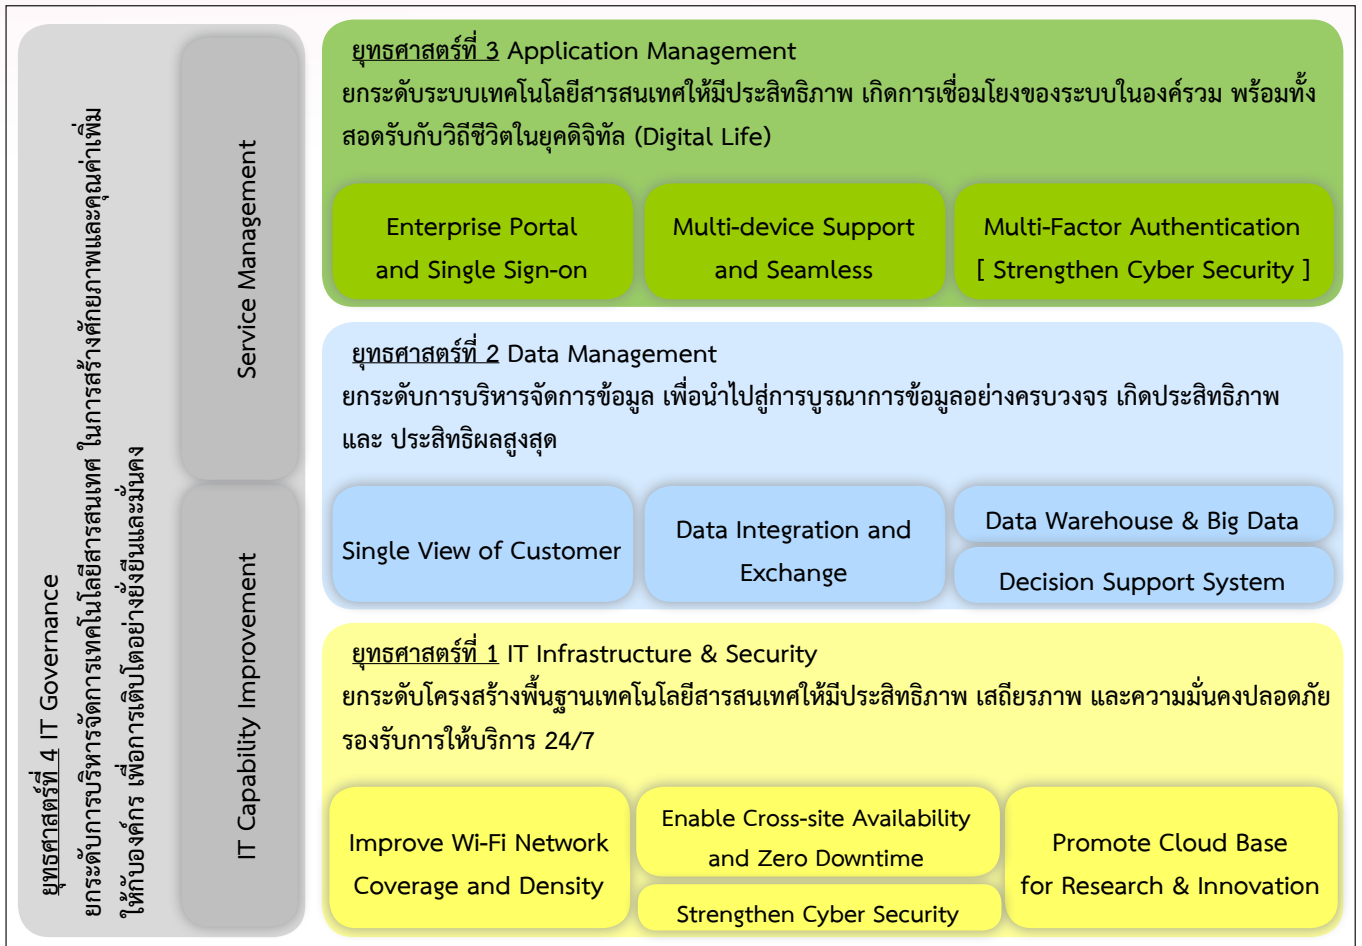 ยุทธศาสตร์ที่ 4 IT Governance
ยกระดับการบริหารจัดการเทคโนโลยีสารสนเทศ ในการสร้างศักยภาพและคุณค่าเพิ่ม
ให้กับองค์กร เพื่อการเติบโตอย่างยั่งยืนและมั่นคง
Service Management
IT Capability Improvement
ยุทธศาสตร์ที่ 3 Application Management
ยกระดับระบบเทคโนโลยีสารสนเทศให้มีประสิทธิภาพ เกิดการเชื่อมโยงของระบบในองค์รวม พร้อมทั้ง
สอดรับกับวิถีชีวิตในยุคดิจิทัล (Digital Life)
Enterprise Portal
and Single Sign-on
Multi-device Support
and Seamless
Multi-Factor Authentication
[ Strengthen Cyber Security ]
ยุทธศาสตร์ที่ 2 Data Management
ยกระดับการบริหารจัดการข้อมูล เพื่อนำไปสู่การบูรณาการข้อมูลอย่างครบวงจร เกิดประสิทธิภาพ
และ ประสิทธิผลสูงสุด
Single View of Customer
Data Integration and
Exchange
Data Warehouse & Big Data
Decision Support System
ยุทธศาสตร์ที่ 1 IT Infrastructure & Security
ยกระดับโครงสร้างพื้นฐานเทคโนโลยีสารสนเทศให้มีประสิทธิภาพ เสถียรภาพ และความมั่นคงปลอดภัย
รองรับการให้บริการ 24/7
Improve Wi-Fi Network
Coverage and Density
Enable Cross-site Availability
and Zero Downtime
Strengthen Cyber Security
Promote Cloud Base
for Research & Innovation